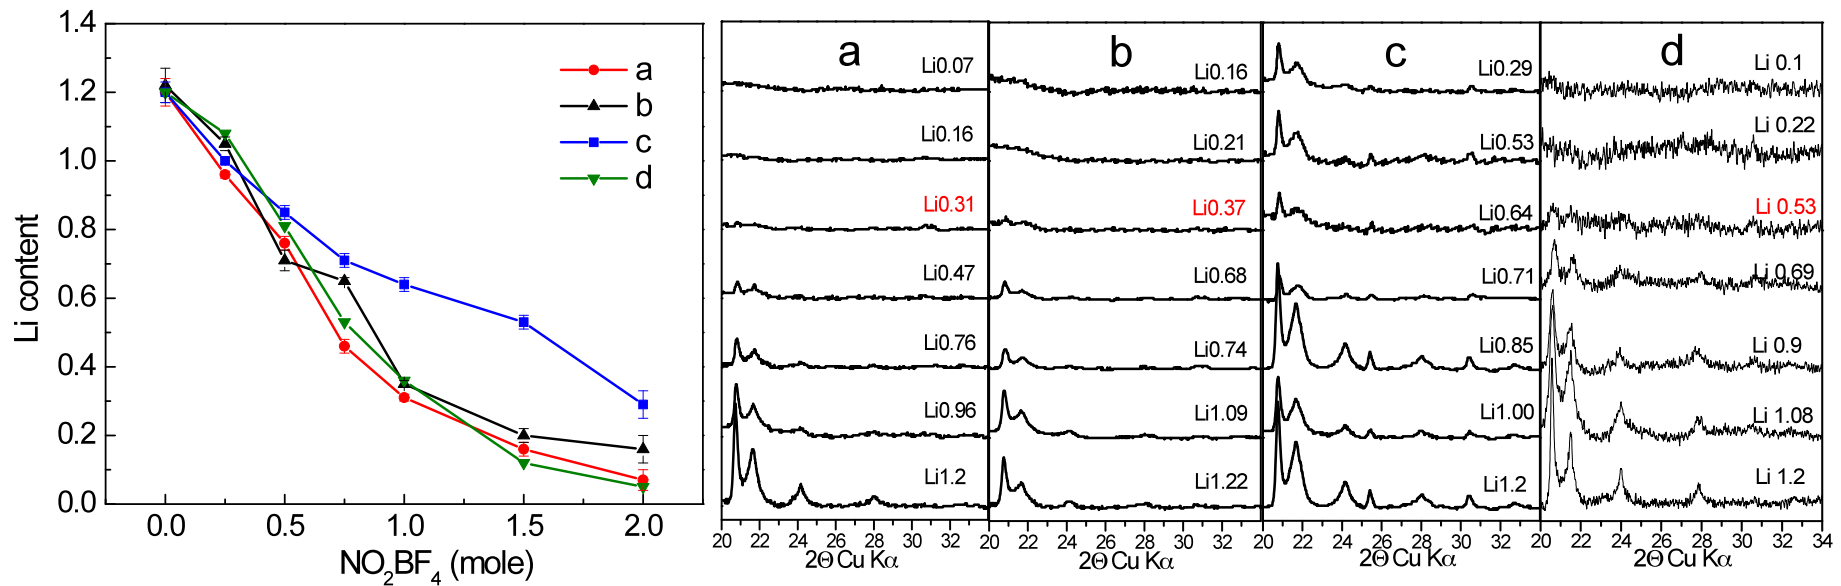 1.4
1.2
1.0
0.8
0.6
0.4
0.2
0.0
Li content
0.0 0.5 1.0 1.5 2.0
NO2BF4 (mole)
a
b
c
d
a
Li0.07
Li0.16
Li0.31
Li0.47
Li0.76
Li0.96
Li1.2
20 22 24 26 28 30 32
2Θ Cu Kα
b
Li0.16
Li0.21
Li0.37
Li0.68
Li0.74
Li1.09
Li1.22
20 22 24 26 28 30 32
2Θ Cu Kα
c
Li0.29
Li0.53
Li0.64
Li0.71
Li0.85
Li1.00
Li1.2
20 22 24 26 28 30 32
2Θ Cu Kα
d
Li 0.1
Li 0.22
Li 0.53
Li 0.69
Li 0.9
Li 1.08
Li 1.2
20 22 24 26 28 30 32 34
2Θ Cu Kα